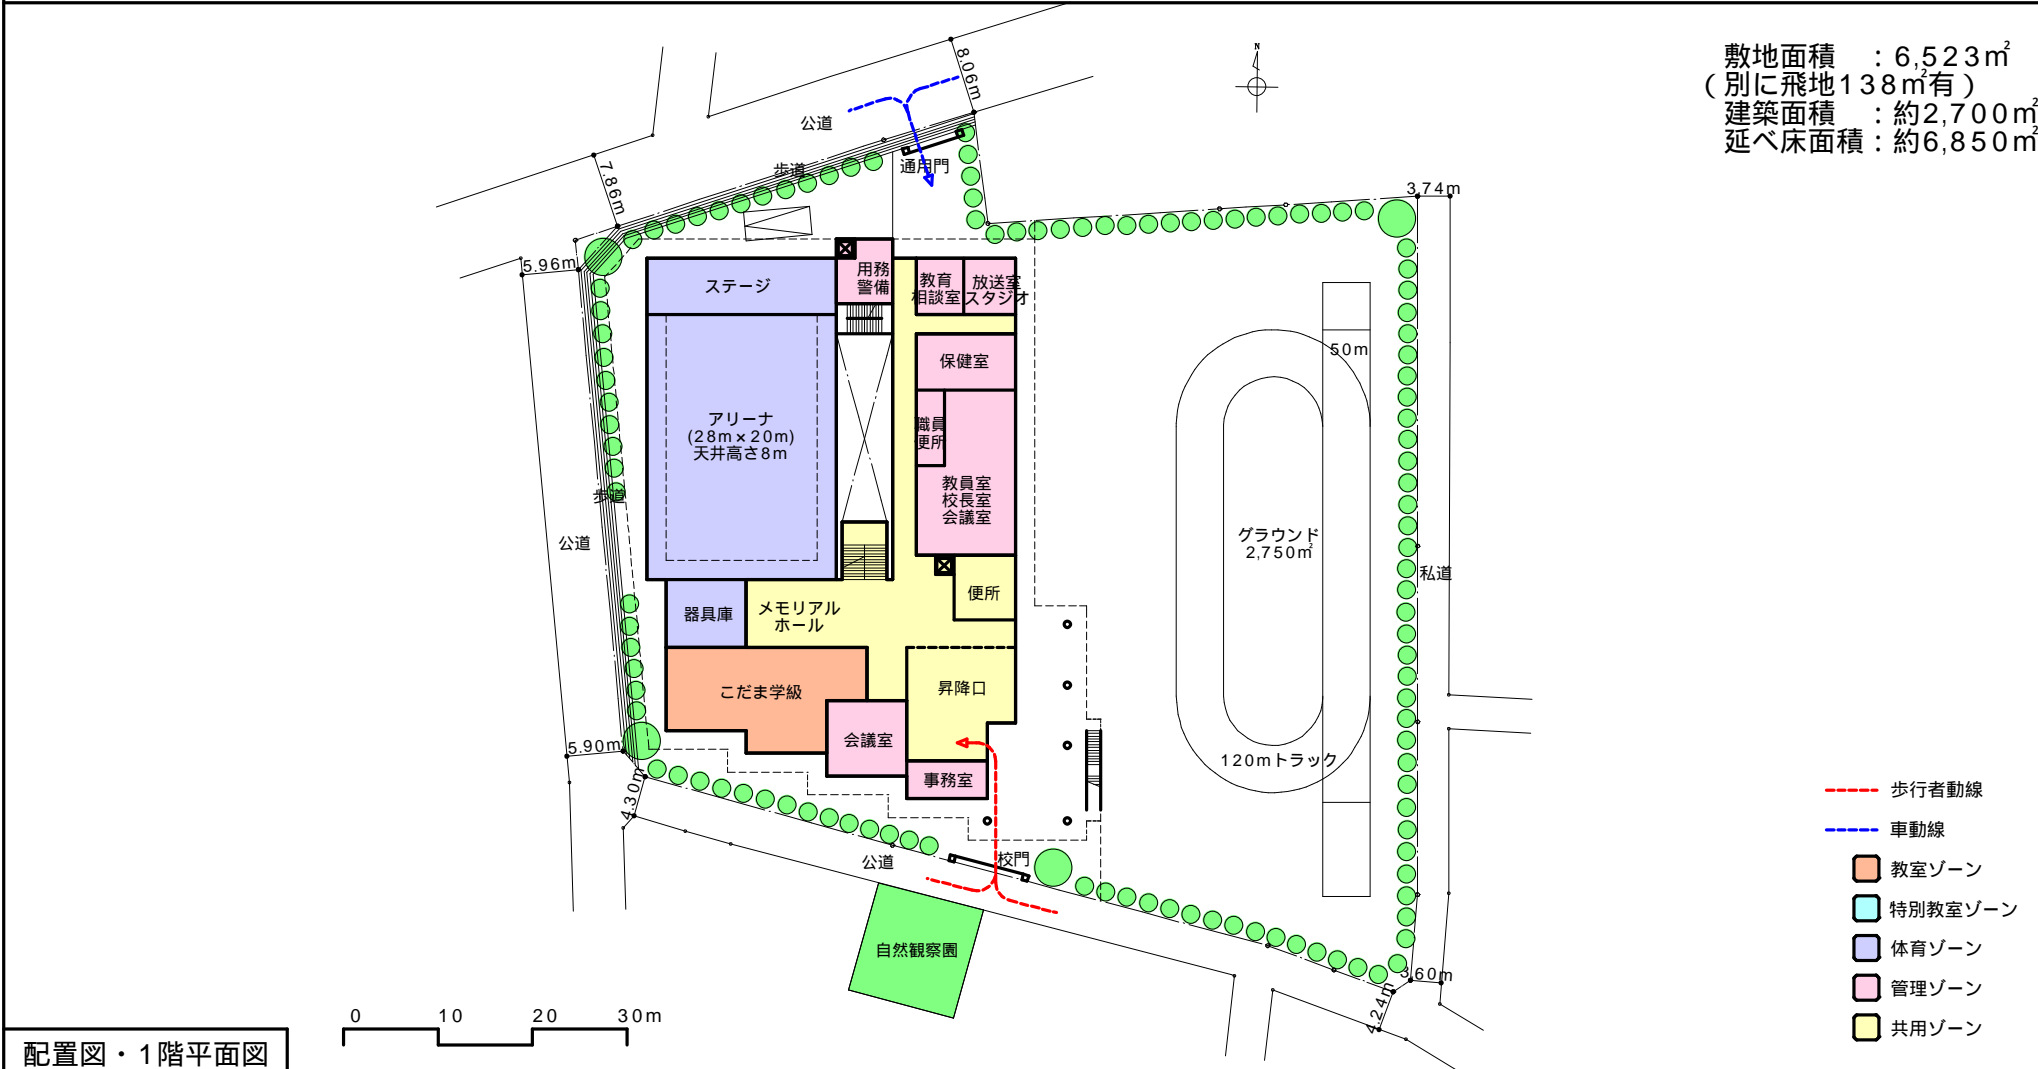 敷地面積　：6,523㎡
（別に飛地138㎡有）
建築面積　：約2,700㎡
延べ床面積：約6,850㎡
N
8.06m
公道
歩道
通用門
7.86m
3.74m
5.96m
用務
警備
教育
相談室
放送室
スタジオ
ステージ
保健室
50m
アリーナ
(28m×20m)
天井高さ8m
職員
便所
教員室
校長室
会議室
歩道
公道
グラウンド
2,750㎡
私道
便所
器具庫
メモリアル
ホール
こだま学級
昇降口
会議室
5.90m
事務室
120mトラック
4.30m
公道
校門
自然観察園
3.60m
4.24m
歩行者動線
車動線
教室ゾーン
特別教室ゾーン
体育ゾーン
管理ゾーン
共用ゾーン
0 10 20 30m
配置図・1階平面図